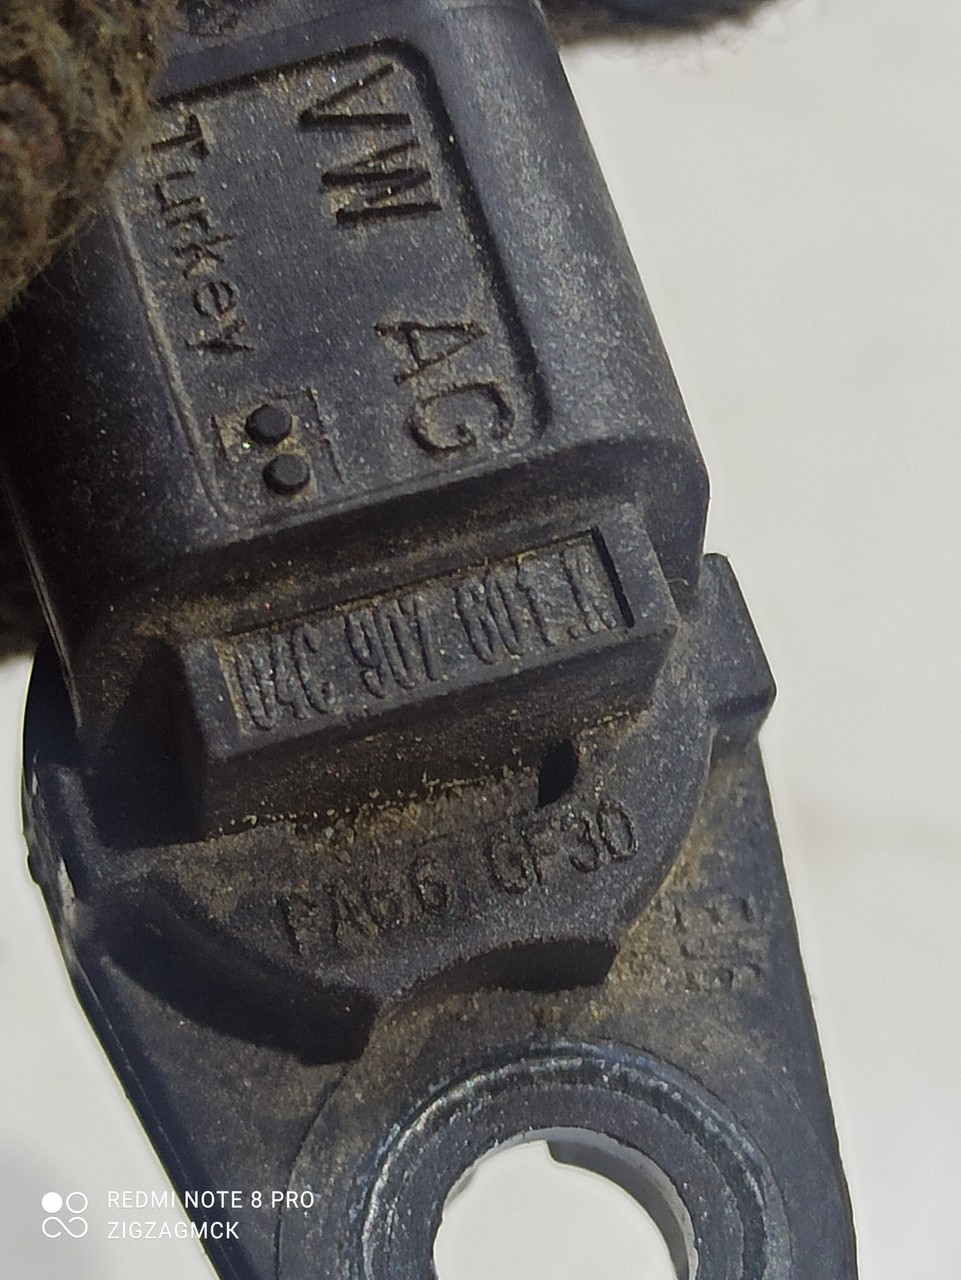 VW AG
Turkey
04C 907 601 A
PA66 GF30
REDMI NOTE 8 PRO
ZIGZAGMCK